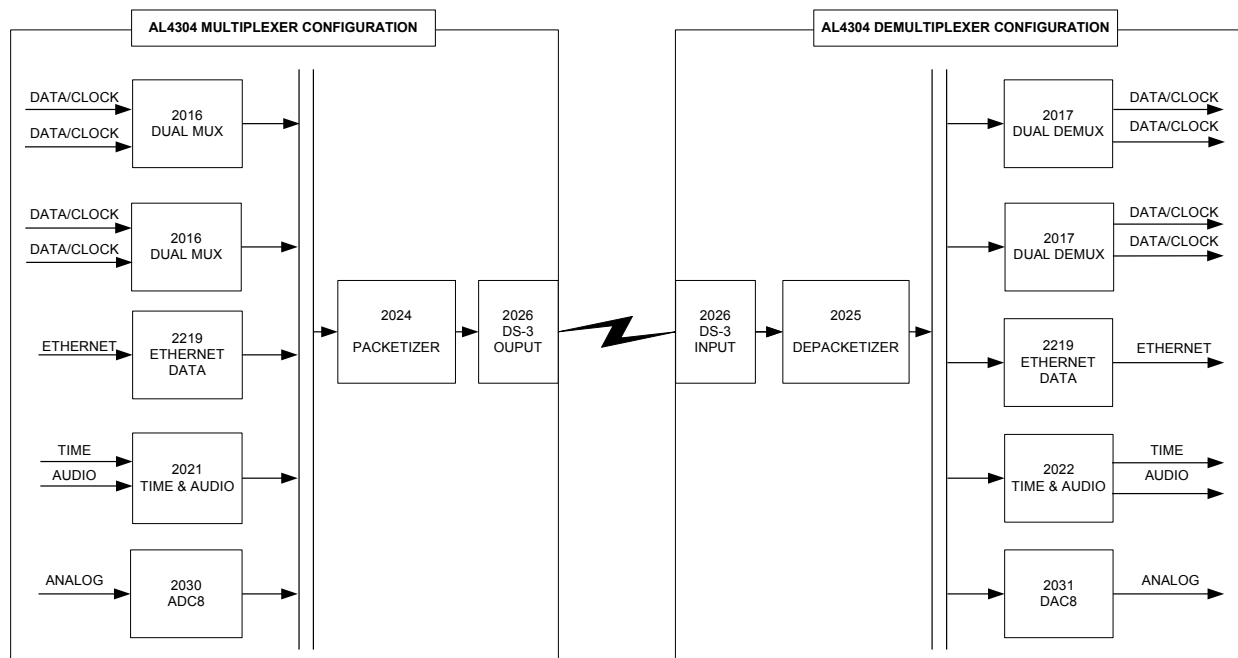 AL4304 MULTIPLEXER CONFIGURATION
DATA/CLOCK
DATA/CLOCK
2016
DUAL MUX
DATA/CLOCK
DATA/CLOCK
2016
DUAL MUX
ETHERNET
2219
ETHERNET
DATA
TIME
AUDIO
2021
TIME & AUDIO
ANALOG
2030
ADC8
2024
PACKETIZER
2026
DS-3
OUPUT
AL4304 DEMULTIPLEXER CONFIGURATION
2026
DS-3
INPUT
2025
DEPACKETIZER
2017
DUAL DEMUX
DATA/CLOCK
DATA/CLOCK
2017
DUAL DEMUX
DATA/CLOCK
DATA/CLOCK
2219
ETHERNET
DATA
ETHERNET
2022
TIME & AUDIO
TIME
AUDIO
2031
DAC8
ANALOG